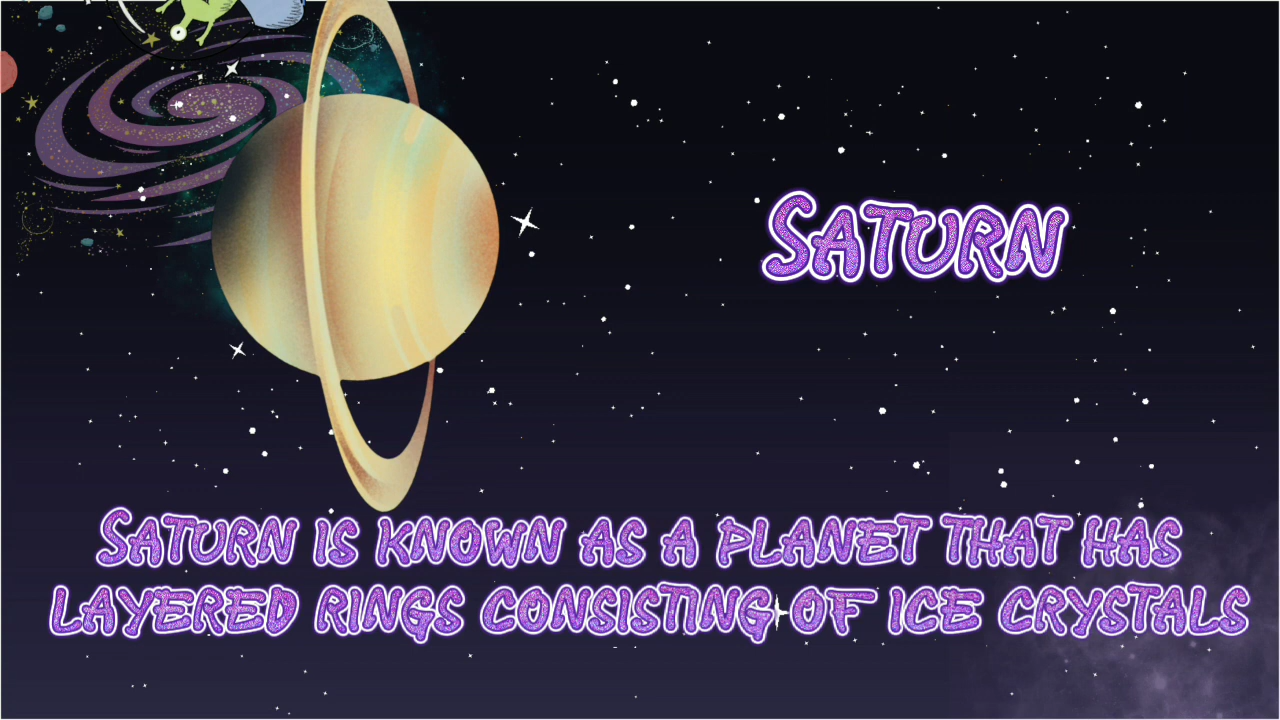 Saturn
Saturn is known as a planet that has
layered rings consisting of ice crystals